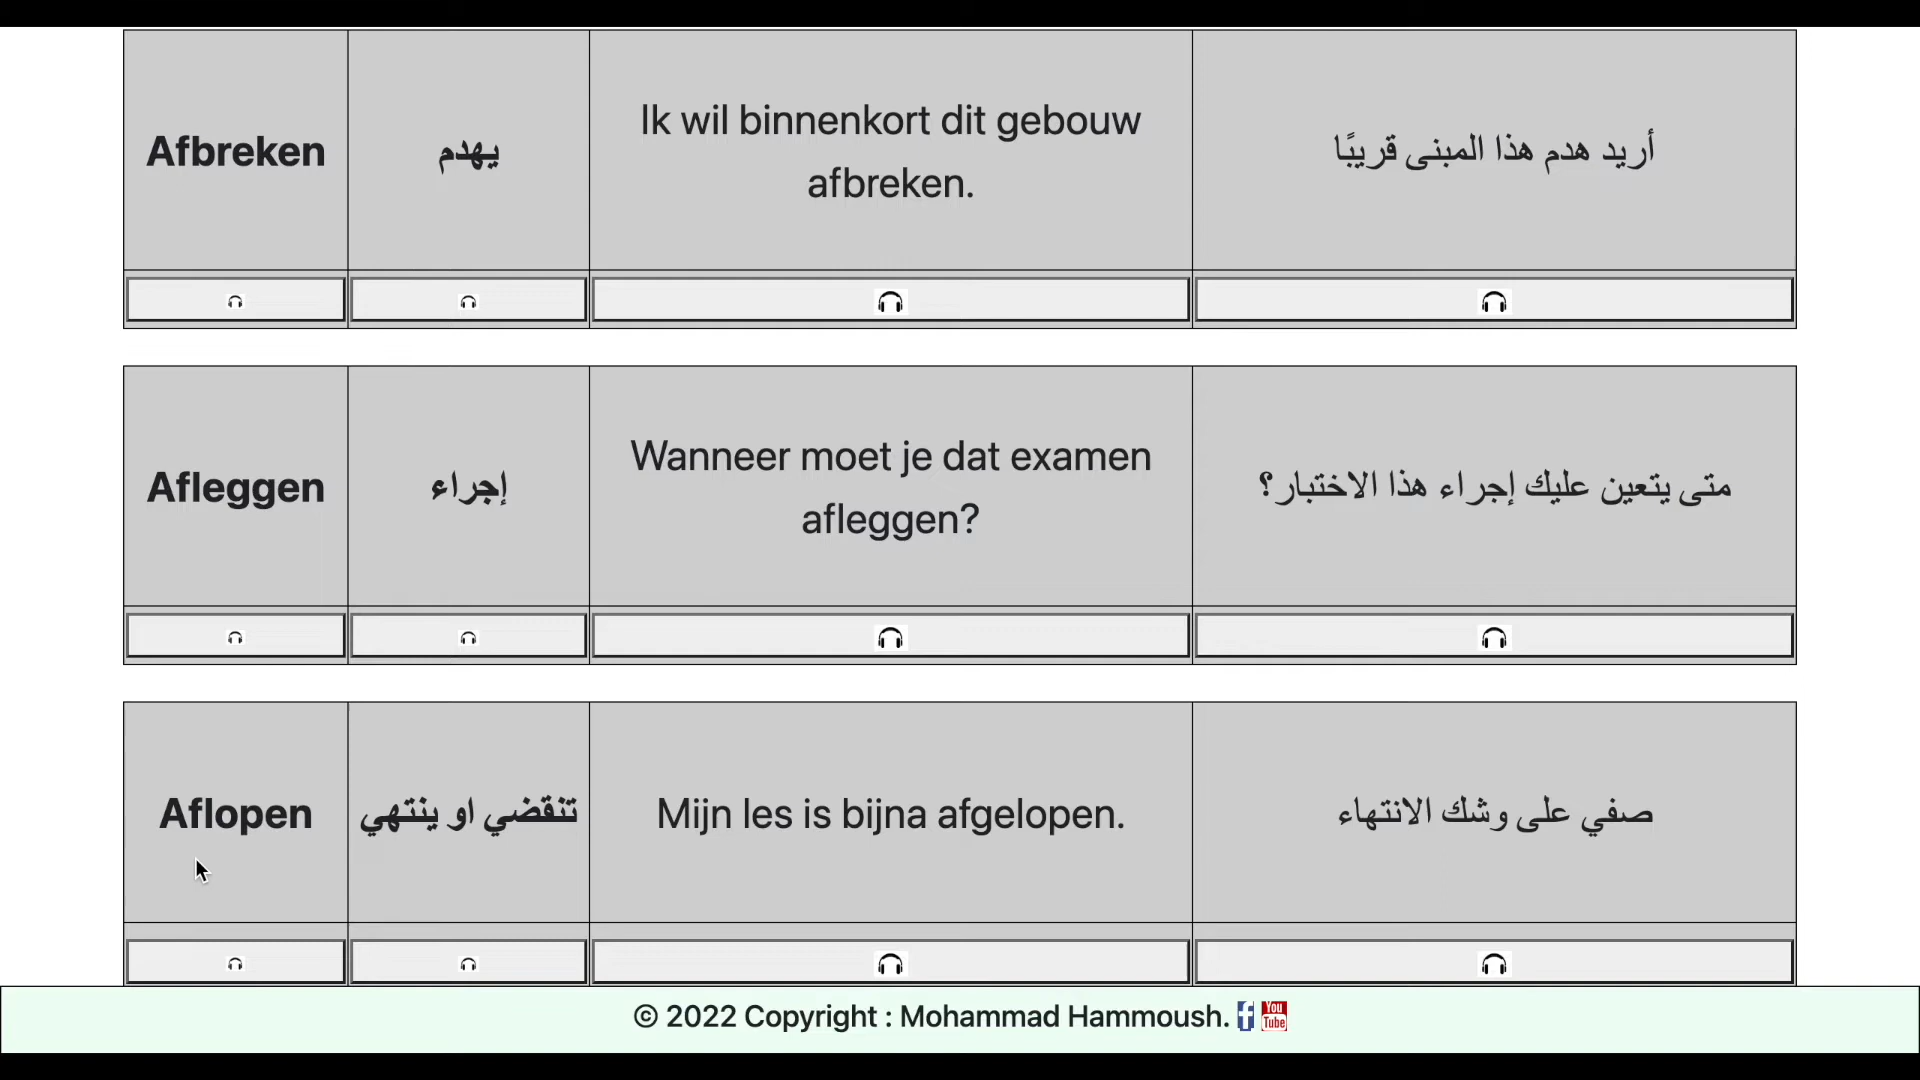 Afbreken
يهدم
Ik wil binnenkort dit gebouw
afbreken.
أريد هدم هذا المبنى قريبًا
Afleggen
إجراء
Wanneer moet je dat examen
afleggen?
متى يتعين عليك إجراء هذا الاختبار؟
Aflopen
تنقضي او ينتهي
Mijn les is bijna afgelopen.
صفي على وشك الانتهاء
© 2022 Copyright : Mohammad Hammoush. f You
Tube